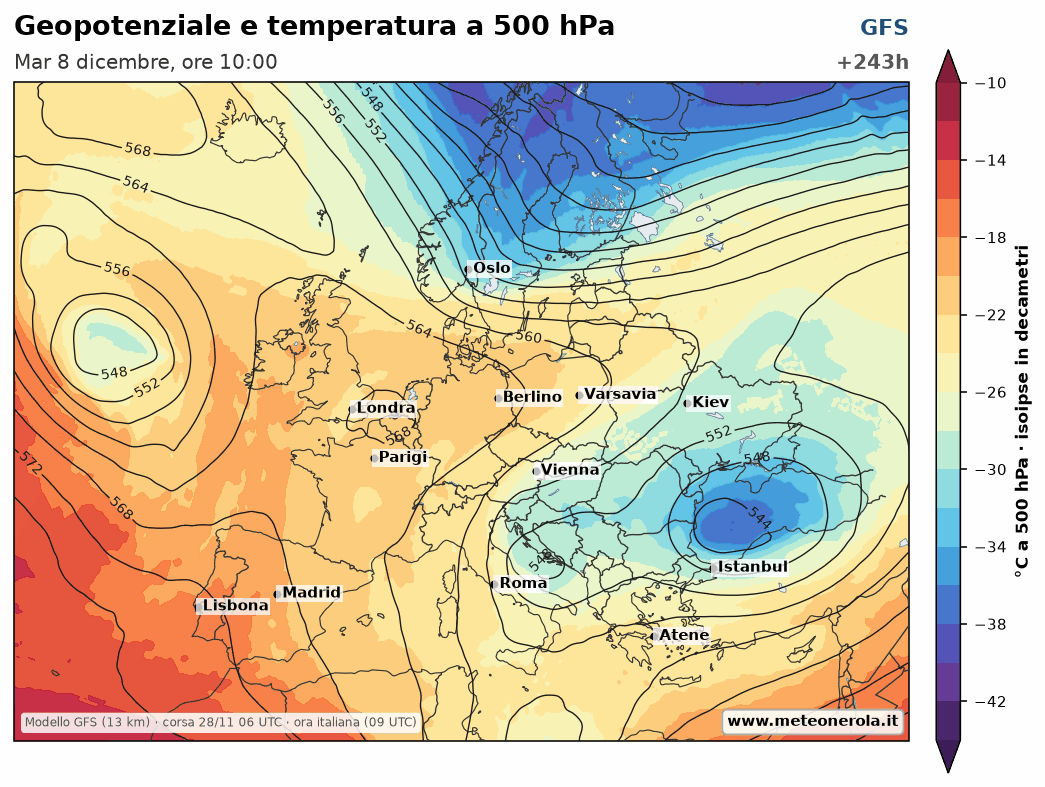 Geopotenziale e temperatura a 500 hPa
GFS
Mar 8 dicembre, ore 10:00
+243h
548
556
552
568
564
556
548
552
564
560
568
572
568
552
548
544
548
Oslo
Berlino
Varsavia
Kiev
Londra
Parigi
Vienna
Roma
Istanbul
Madrid
Lisbona
Atene
−10
−14
−18
−22
−26
−30
−34
−38
−42
°C a 500 hPa · isoipse in decametri
Modello GFS (13 km) · corsa 28/11 06 UTC · ora italiana (09 UTC)
www.meteonerola.it